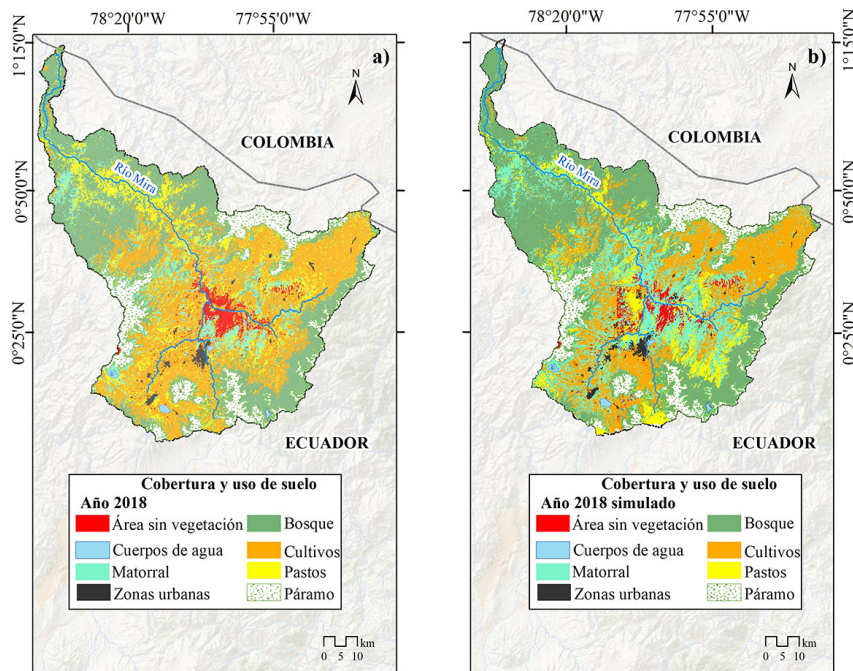 78°20'0"W 77°55'0"W
1°15'0"N
0°50'0"N
0°25'0"N
a)
N
COLOMBIA
Río Mira
ECUADOR
Cobertura y uso de suelo
Año 2018
Área sin vegetación
Bosque
Cuerpos de agua
Cultivos
Matorral
Pastos
Zonas urbanas
Páramo
km
0 5 10
78°20'0"W 77°55'0"W
b)
N
COLOMBIA
Río Mira
ECUADOR
Cobertura y uso de suelo
Año 2018 simulado
Área sin vegetación
Bosque
Cuerpos de agua
Cultivos
Matorral
Pastos
Zonas urbanas
Páramo
km
0 5 10
1°15'0"N
0°50'0"N
0°25'0"N